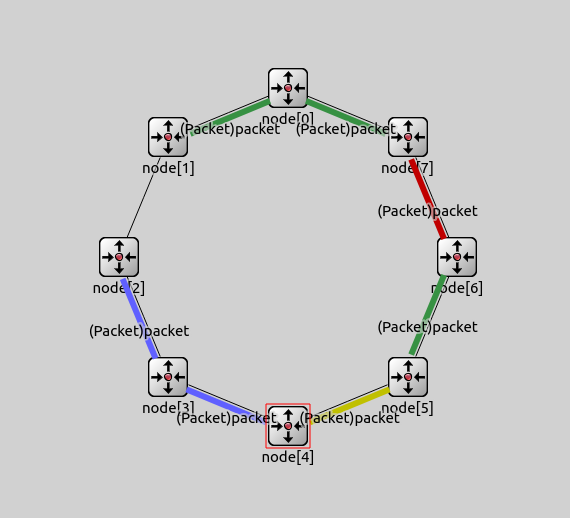 node[0]
(Packet)packet
(Packet)packet
node[1]
node[7]
(Packet)packet
node[2]
node[6]
(Packet)packet
(Packet)packet
node[3]
node[5]
(Packet)packet
(Packet)packet
node[4]